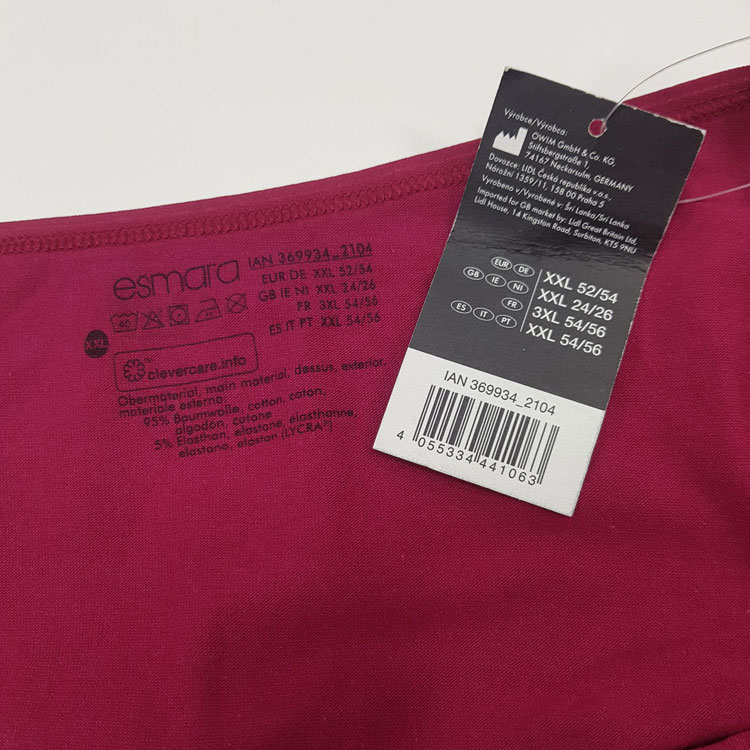 esmara
IAN 369934_2104
EUR DE XXL 52/54
GB IE NI XXL 24/26
FR 3XL 54/56
ES IT PT XXL 54/56
40
XXL
clevercare.info
Obermaterial, main material, dessus, exterior,
materiale esterno:
95% Baumwolle, cotton, coton,
algodón, cotone
5% Elasthan, elastane, élasthanne,
elastano, elastan (LYCRA®)
Výrobce/Výrobca:
OWIM GmbH & Co. KG,
Stiftsbergstraße 1,
74167 Neckarsulm, GERMANY
Dovozce: LIDL Česká republika v.o.s.,
Nárožní 1359/11, 158 00 Praha 5
Vyrobeno v/Vyrobené v: Šrí Lanka/Srí Lanka
Imported for GB market by: Lidl Great Britain Ltd,
Lidl House, 14 Kingston Road, Surbiton, KT5 9NU
EUR DE XXL 52/54
GB IE NI XXL 24/26
FR 3XL 54/56
ES IT PT XXL 54/56
IAN 369934_2104
4 055334 441063